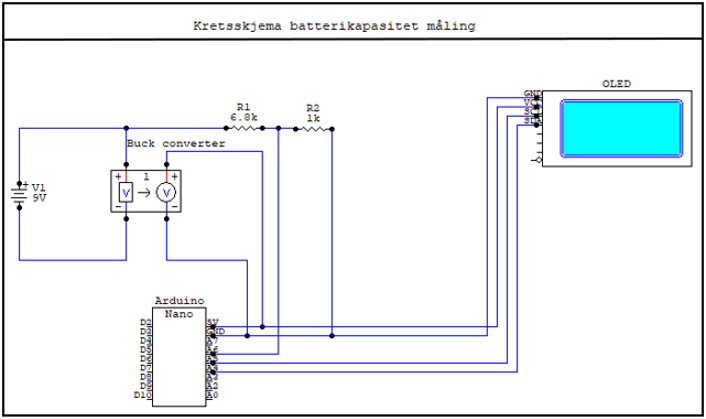 Kretsskjema batterikapasitet måling
OLED
GND
VCC
SCL
SDA
R1
6.8k
R2
1k
Buck converter
+ 1 +
V V
- -
+
V1
9V
Arduino
Nano
D2
D3
D4
D5
D6
D7
D8
D9
D10
5V
GND
A7
A6
A5
A4
A3
A2
A0